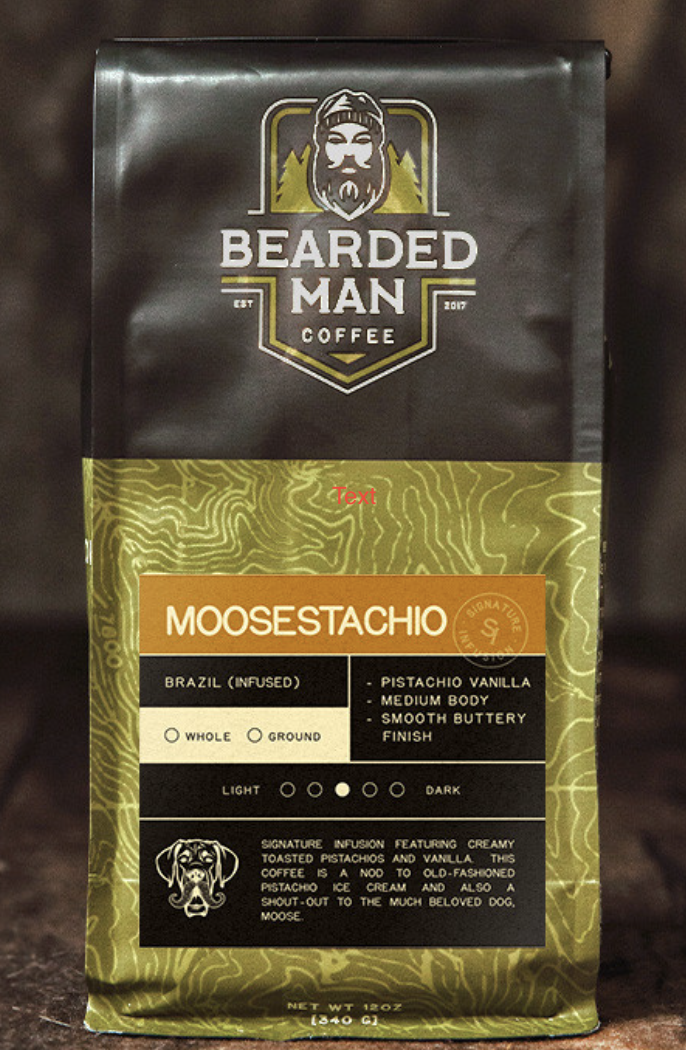 BEARDED
MAN
EST 2017
COFFEE
Text
MOOSESTACHIO
SIGNATURE INFUSION
BRAZIL (INFUSED)
WHOLE GROUND
- PISTACHIO VANILLA
- MEDIUM BODY
- SMOOTH BUTTERY
FINISH
LIGHT DARK
SIGNATURE INFUSION FEATURING CREAMY
TOASTED PISTACHIOS AND VANILLA. THIS
COFFEE IS A NOD TO OLD-FASHIONED
PISTACHIO ICE CREAM AND ALSO A
SHOUT-OUT TO THE MUCH BELOVED DOG,
MOOSE.
NET WT 12OZ
[340 G]